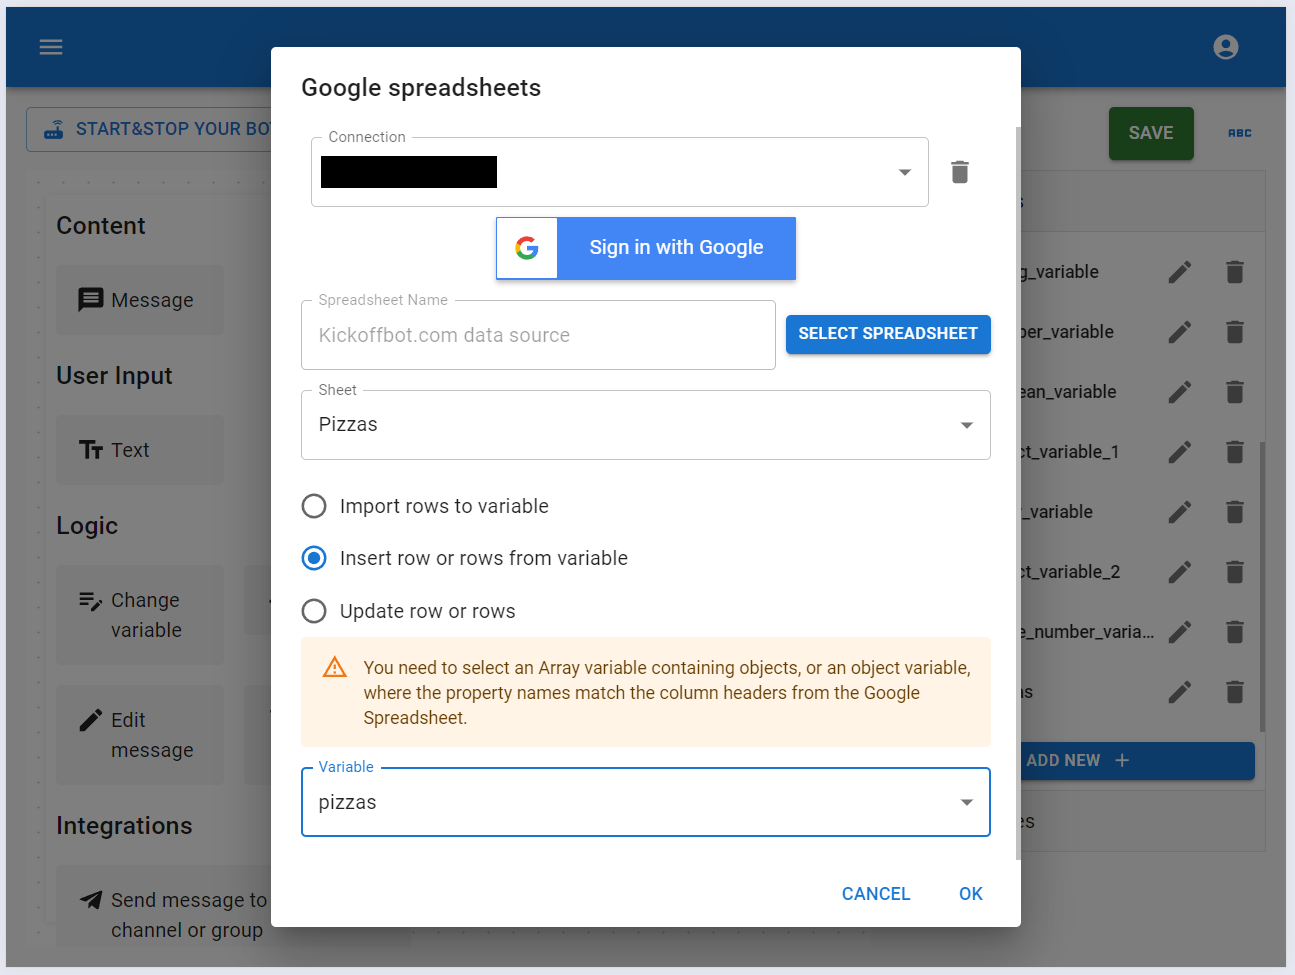 Google spreadsheets
START&STOP YOUR BO
SAVE
ABC
Connection
Sign in with Google
Spreadsheet Name
Kickoffbot.com data source
SELECT SPREADSHEET
Sheet
Pizzas
Import rows to variable
Insert row or rows from variable
Update row or rows
You need to select an Array variable containing objects, or an object variable,
where the property names match the column headers from the Google
Spreadsheet.
Variable
pizzas
CANCEL
OK
Content
Message
User Input
Text
Logic
Change
variable
Edit
message
Integrations
Send message to
channel or group
s
g_variable
ber_variable
ean_variable
ct_variable_1
_variable
ct_variable_2
e_number_varia...
as
ADD NEW
es